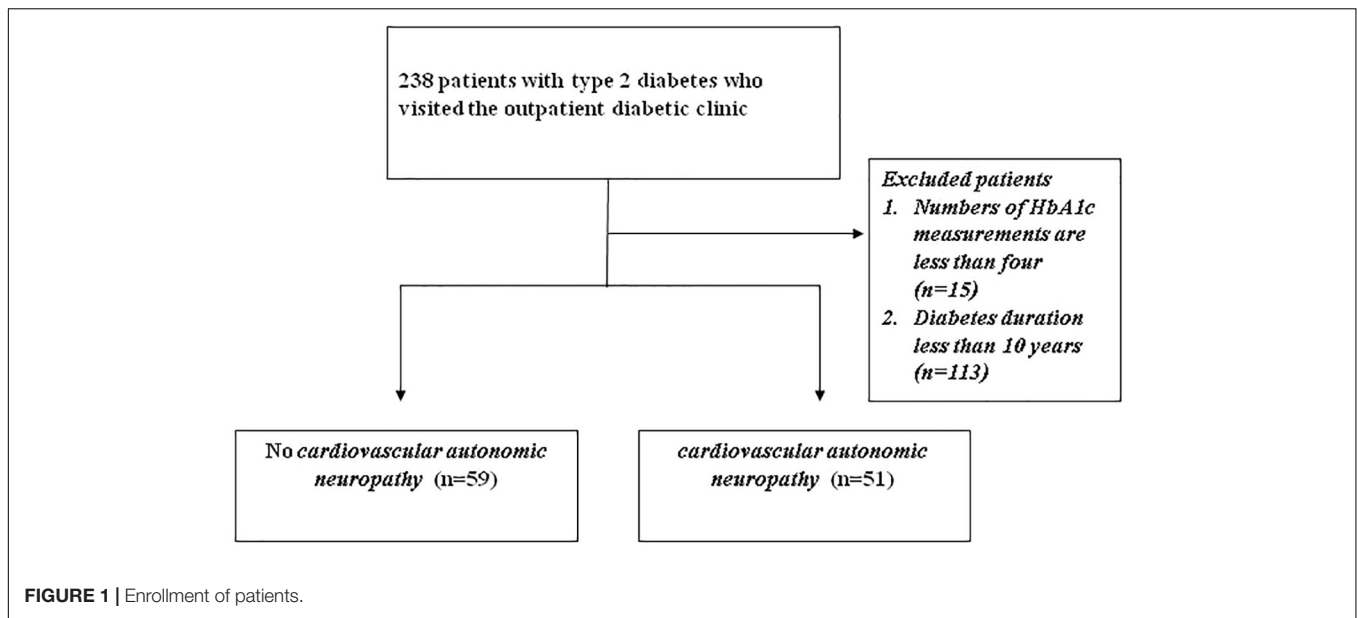 238 patients with type 2 diabetes who
visited the outpatient diabetic clinic
Excluded patients
1. Numbers of HbA1c
measurements are
less than four
(n=15)
2. Diabetes duration
less than 10 years
(n=113)
No cardiovascular autonomic
neuropathy (n=59)
cardiovascular autonomic
neuropathy (n=51)
FIGURE 1 | Enrollment of patients.